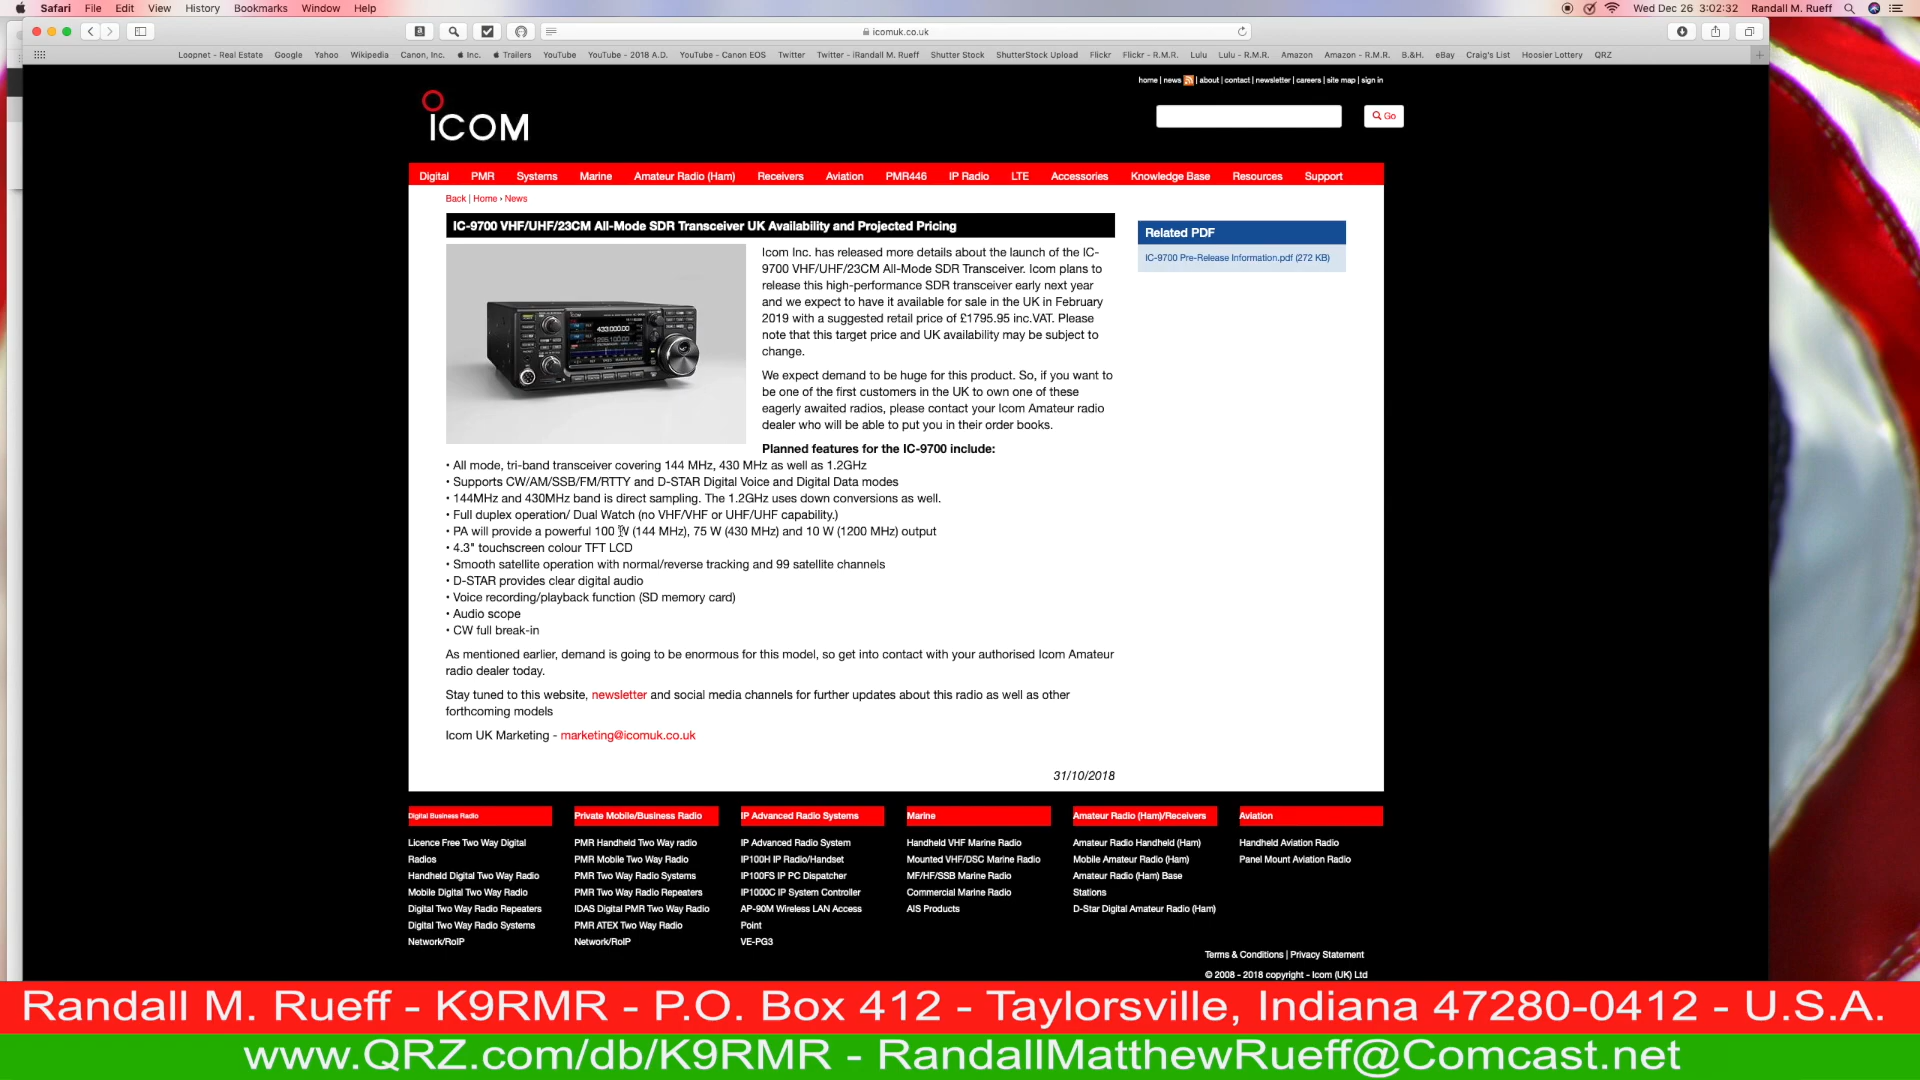 Safari File Edit View History Bookmarks Window Help Wed Dec 26 3:02:32 Randall M. Rueff
icomuk.co.uk
Loopnet - Real Estate Google Yahoo Wikipedia Canon, Inc. Inc. Trailers YouTube YouTube - 2018 A.D. YouTube - Canon EOS Twitter Twitter - iRandall M. Rueff Shutter Stock ShutterStock Upload Flickr Flickr - R.M.R. Lulu Lulu - R.M.R. Amazon Amazon - R.M.R. B.&H. eBay Craig's List Hoosier Lottery QRZ
home | news | about | contact | newsletter | careers | site map | sign in
ICOM
Go
Digital PMR Systems Marine Amateur Radio (Ham) Receivers Aviation PMR446 IP Radio LTE Accessories Knowledge Base Resources Support
Back | Home › News
IC-9700 VHF/UHF/23CM All-Mode SDR Transceiver UK Availability and Projected Pricing
Icom Inc. has released more details about the launch of the IC-
9700 VHF/UHF/23CM All-Mode SDR Transceiver. Icom plans to
release this high-performance SDR transceiver early next year
and we expect to have it available for sale in the UK in February
2019 with a suggested retail price of £1795.95 inc.VAT. Please
note that this target price and UK availability may be subject to
change.
We expect demand to be huge for this product. So, if you want to
be one of the first customers in the UK to own one of these
eagerly awaited radios, please contact your Icom Amateur radio
dealer who will be able to put you in their order books.
Planned features for the IC-9700 include:
• All mode, tri-band transceiver covering 144 MHz, 430 MHz as well as 1.2GHz
• Supports CW/AM/SSB/FM/RTTY and D-STAR Digital Voice and Digital Data modes
• 144MHz and 430MHz band is direct sampling. The 1.2GHz uses down conversions as well.
• Full duplex operation/ Dual Watch (no VHF/VHF or UHF/UHF capability.)
• PA will provide a powerful 100 W (144 MHz), 75 W (430 MHz) and 10 W (1200 MHz) output
• 4.3" touchscreen colour TFT LCD
• Smooth satellite operation with normal/reverse tracking and 99 satellite channels
• D-STAR provides clear digital audio
• Voice recording/playback function (SD memory card)
• Audio scope
• CW full break-in
As mentioned earlier, demand is going to be enormous for this model, so get into contact with your authorised Icom Amateur
radio dealer today.
Stay tuned to this website, newsletter and social media channels for further updates about this radio as well as other
forthcoming models
Icom UK Marketing - marketing@icomuk.co.uk
31/10/2018
Related PDF
IC-9700 Pre-Release Information.pdf (272 KB)
Digital Business Radio
Licence Free Two Way Digital
Radios
Handheld Digital Two Way Radio
Mobile Digital Two Way Radio
Digital Two Way Radio Repeaters
Digital Two Way Radio Systems
Network/RoIP
Private Mobile/Business Radio
PMR Handheld Two Way radio
PMR Mobile Two Way Radio
PMR Two Way Radio Systems
PMR Two Way Radio Repeaters
IDAS Digital PMR Two Way Radio
PMR ATEX Two Way Radio
Network/RoIP
IP Advanced Radio Systems
IP Advanced Radio System
IP100H IP Radio/Handset
IP100FS IP PC Dispatcher
IP1000C IP System Controller
AP-90M Wireless LAN Access
Point
VE-PG3
Marine
Handheld VHF Marine Radio
Mounted VHF/DSC Marine Radio
MF/HF/SSB Marine Radio
Commercial Marine Radio
AIS Products
Amateur Radio (Ham)/Receivers
Amateur Radio Handheld (Ham)
Mobile Amateur Radio (Ham)
Amateur Radio (Ham) Base
Stations
D-Star Digital Amateur Radio (Ham)
Aviation
Handheld Aviation Radio
Panel Mount Aviation Radio
Terms & Conditions | Privacy Statement
© 2008 - 2018 copyright - Icom (UK) Ltd
Randall M. Rueff - K9RMR - P.O. Box 412 - Taylorsville, Indiana 47280-0412 - U.S.A.
www.QRZ.com/db/K9RMR - RandallMatthewRueff@Comcast.net